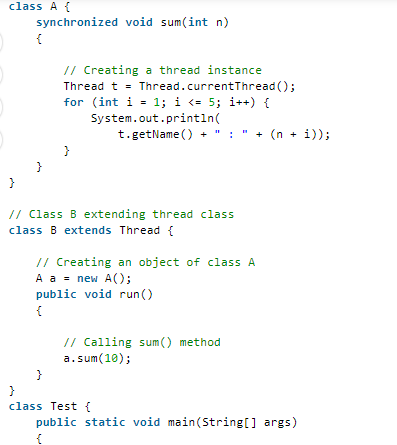 class A {
synchronized void sum(int n)
{
// Creating a thread instance
Thread t = Thread.currentThread();
for (int i = 1; i <= 5; i++) {
System.out.println(
t.getName() + " : " + (n + i));
}
}
}
// Class B extending thread class
class B extends Thread {
// Creating an object of class A
A a = new A();
public void run()
{
// Calling sum() method
a.sum(10);
}
}
class Test {
public static void main(String[] args)
{